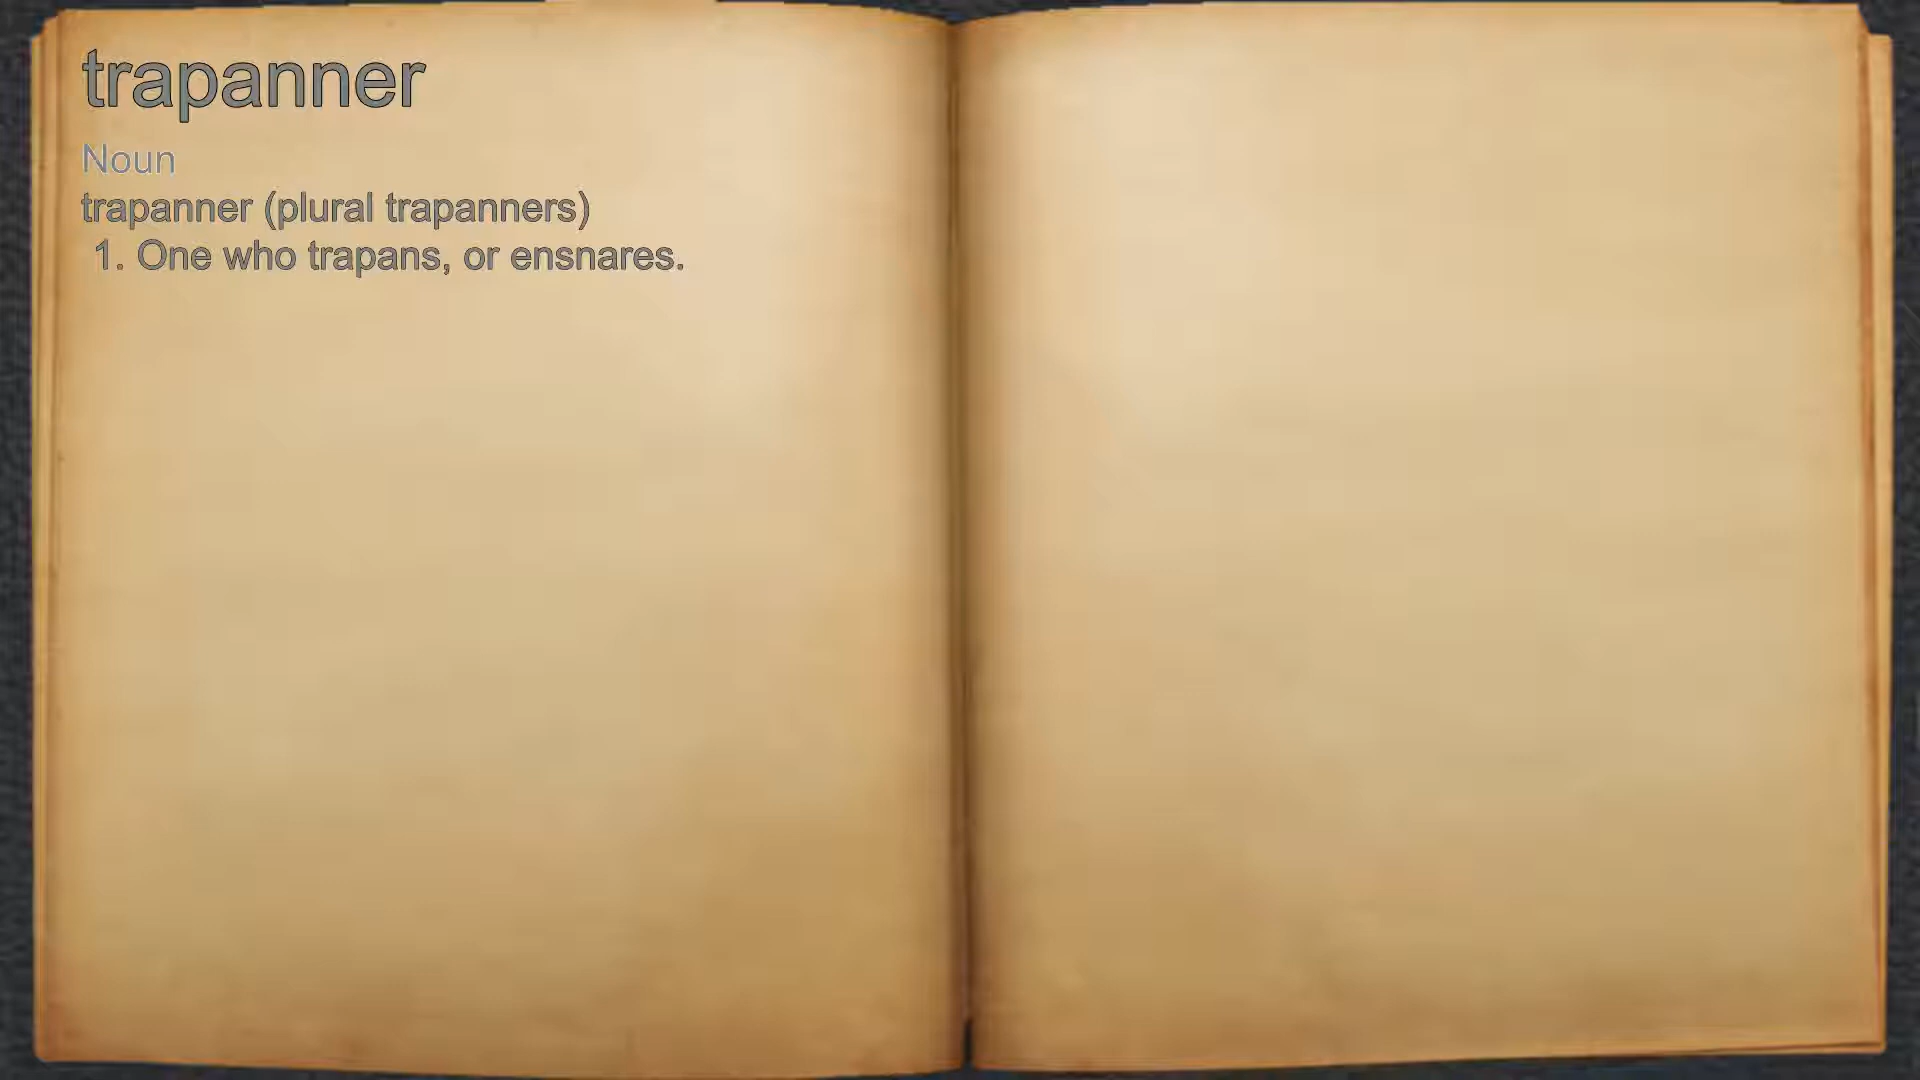 trapanner
Noun
trapanner (plural trapanners)
1. One who trapans, or ensnares.